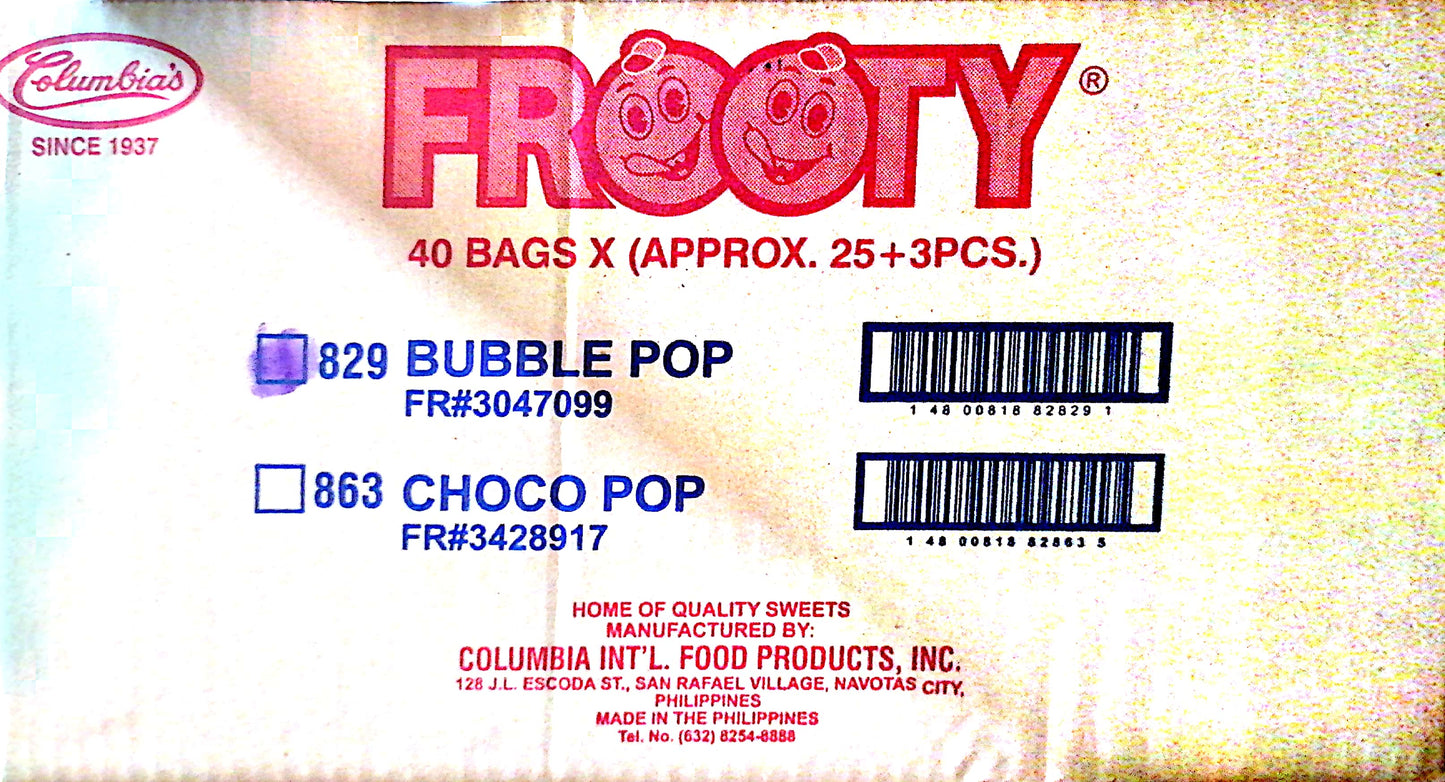 Columbia's
SINCE 1937
FROOTY®
40 BAGS X (APPROX. 25+3PCS.)
829 BUBBLE POP
FR#3047099
1 48 00818 82829 1
863 CHOCO POP
FR#3428917
1 48 00818 82863 5
HOME OF QUALITY SWEETS
MANUFACTURED BY:
COLUMBIA INT'L. FOOD PRODUCTS, INC.
128 J.L. ESCODA ST., SAN RAFAEL VILLAGE, NAVOTAS CITY,
PHILIPPINES
MADE IN THE PHILIPPINES
Tel. No. (632) 8254-8888